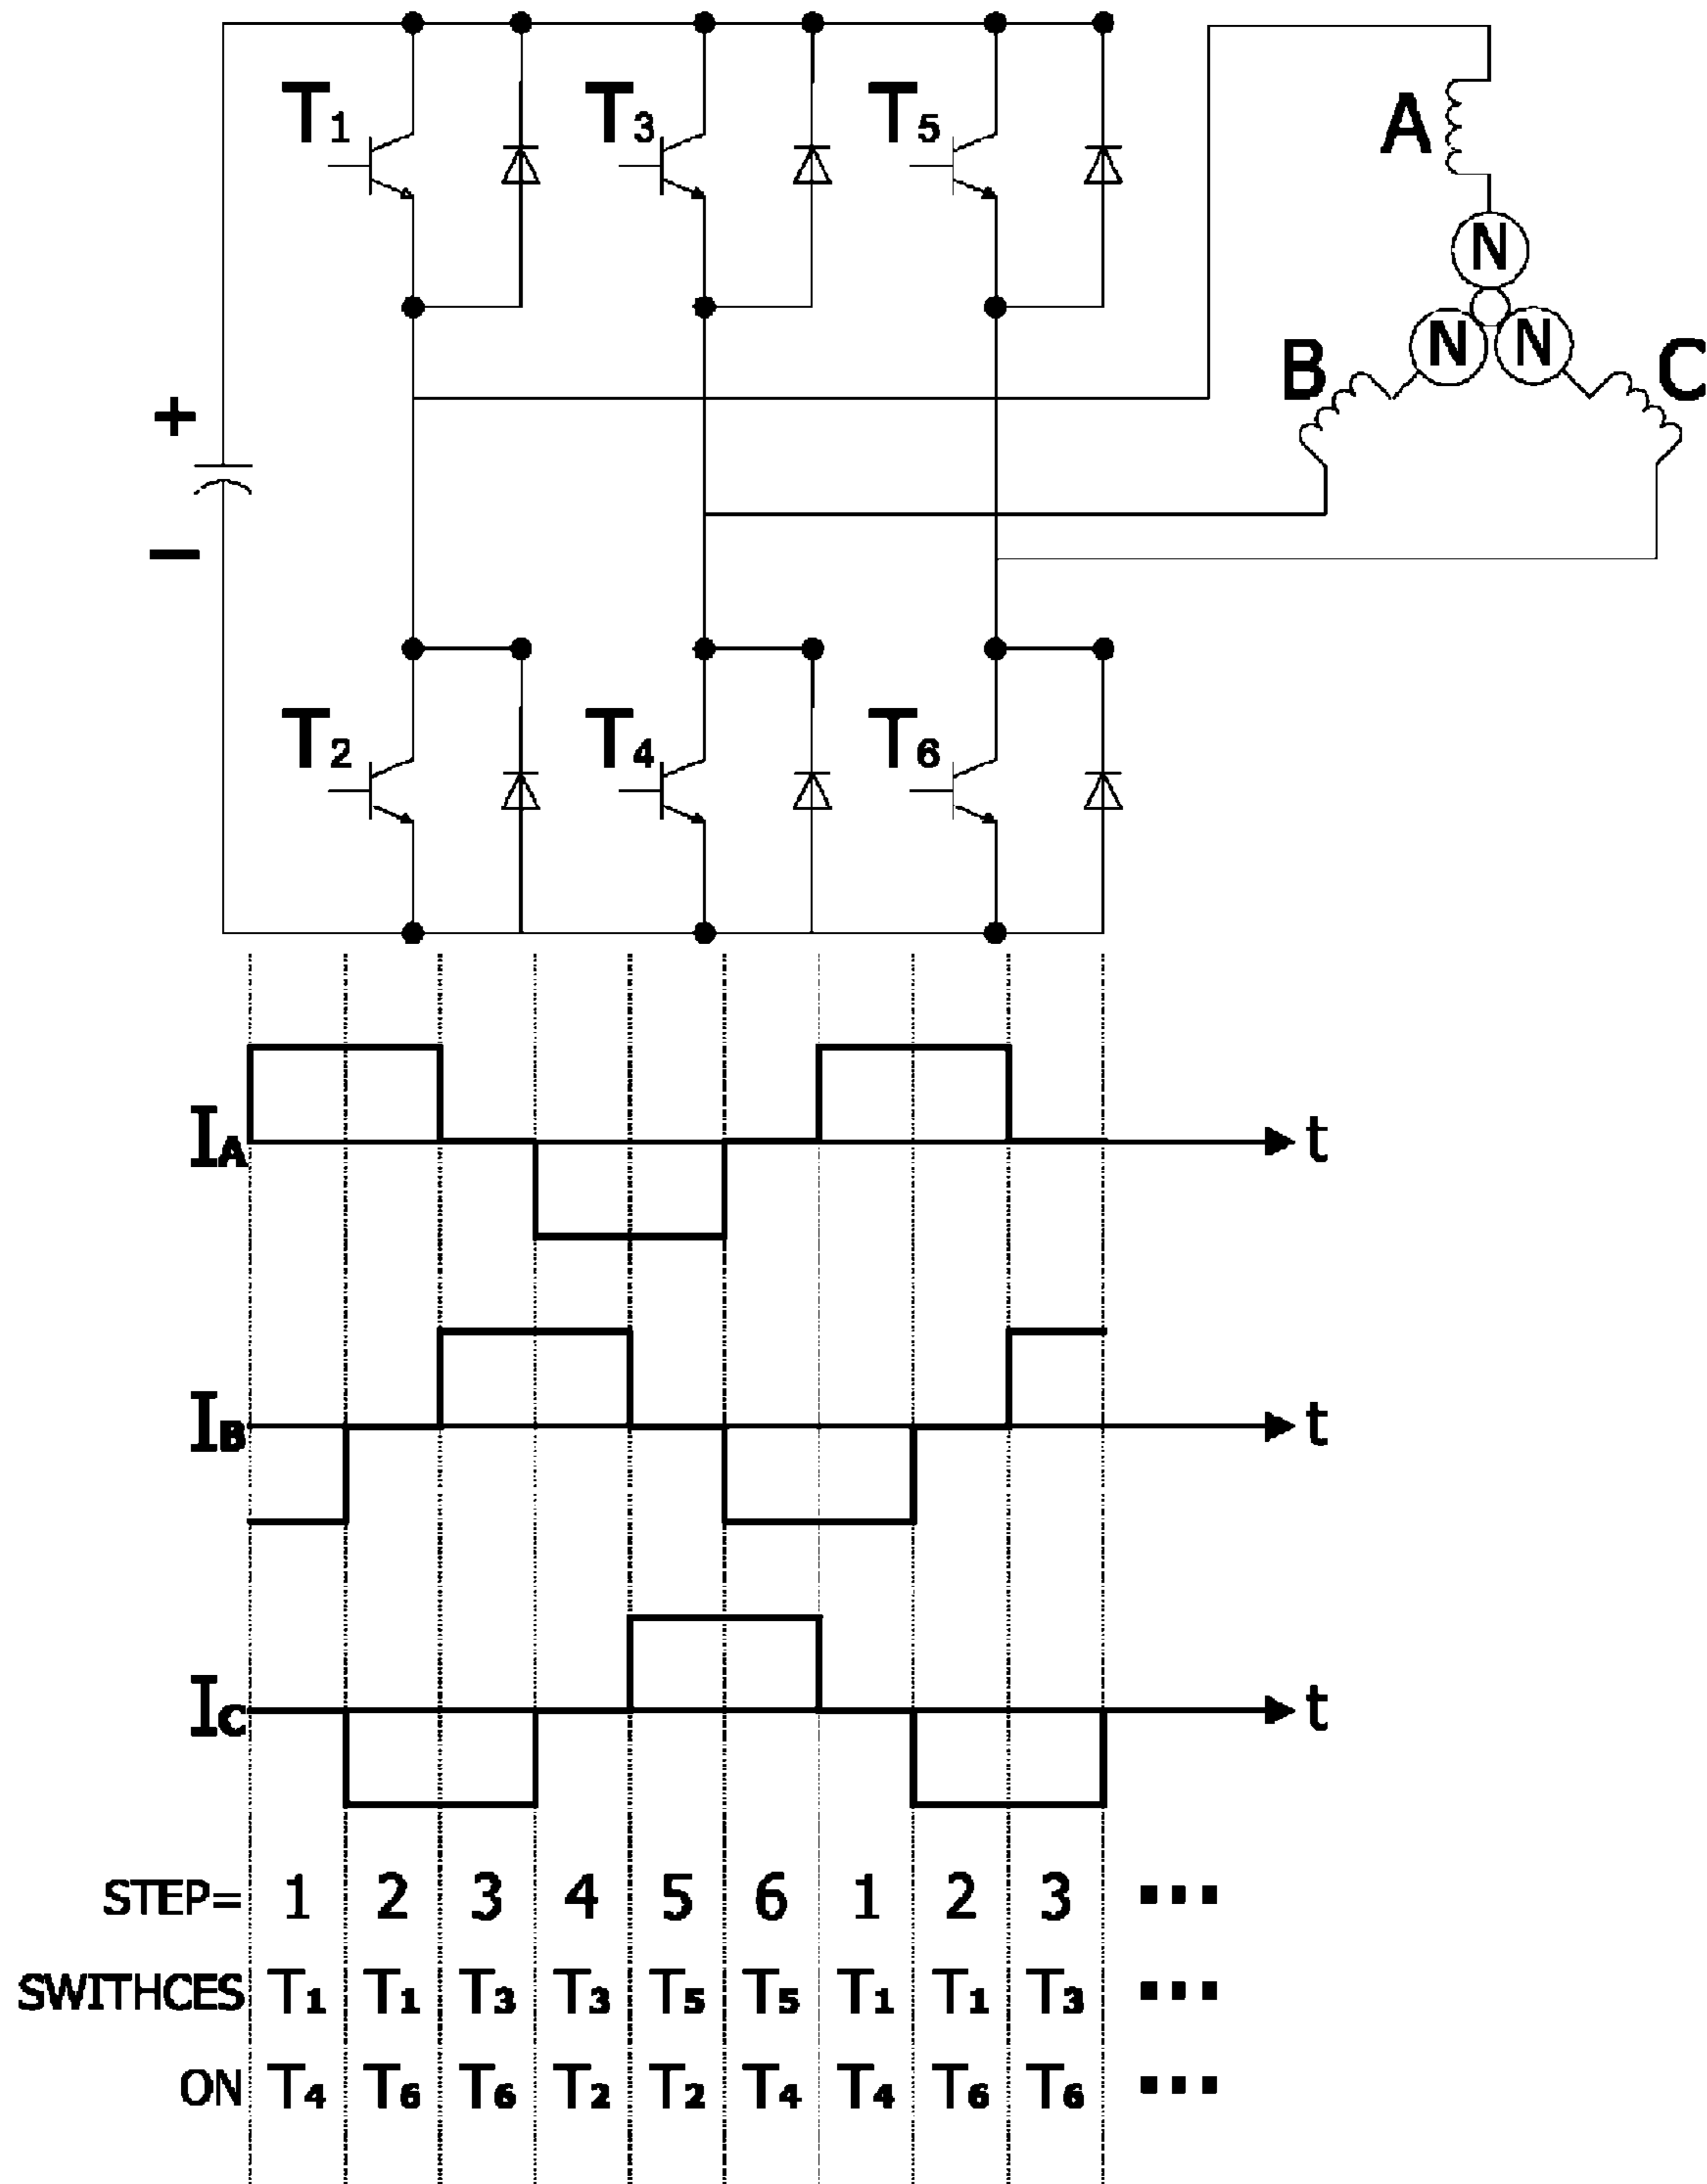 T1 T3 T5
A
N
B N N C
+
−
T2 T4 T6
IA t
IB t
IC t
STEP= 1 2 3 4 5 6 1 2 3 ...
SWITHCES T1 T1 T3 T3 T5 T5 T1 T1 T3 ...
ON T4 T6 T6 T2 T2 T4 T4 T6 T6 ...